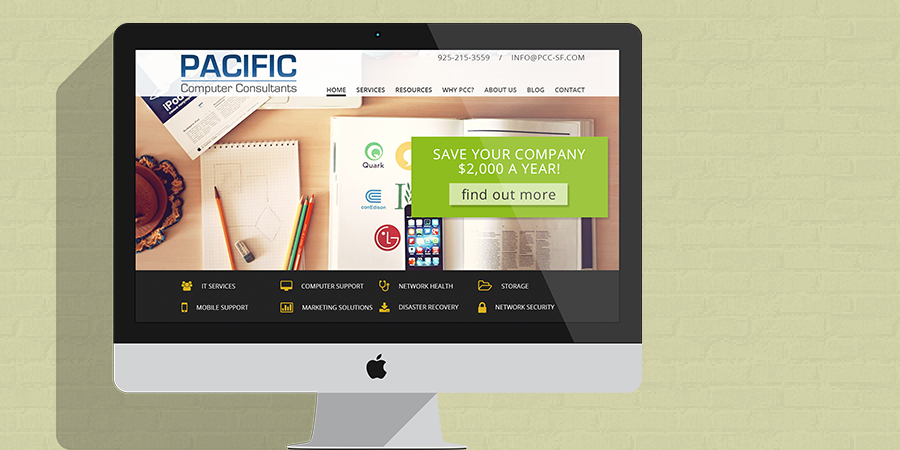 PACIFIC
Computer Consultants
925-215-3559 / INFO@PCC-SF.COM
HOME SERVICES RESOURCES WHY PCC? ABOUT US BLOG CONTACT
iPod
Quark
conEdison
LG
SAVE YOUR COMPANY
$2,000 A YEAR!
find out more
IT SERVICES COMPUTER SUPPORT NETWORK HEALTH STORAGE
MOBILE SUPPORT MARKETING SOLUTIONS DISASTER RECOVERY NETWORK SECURITY